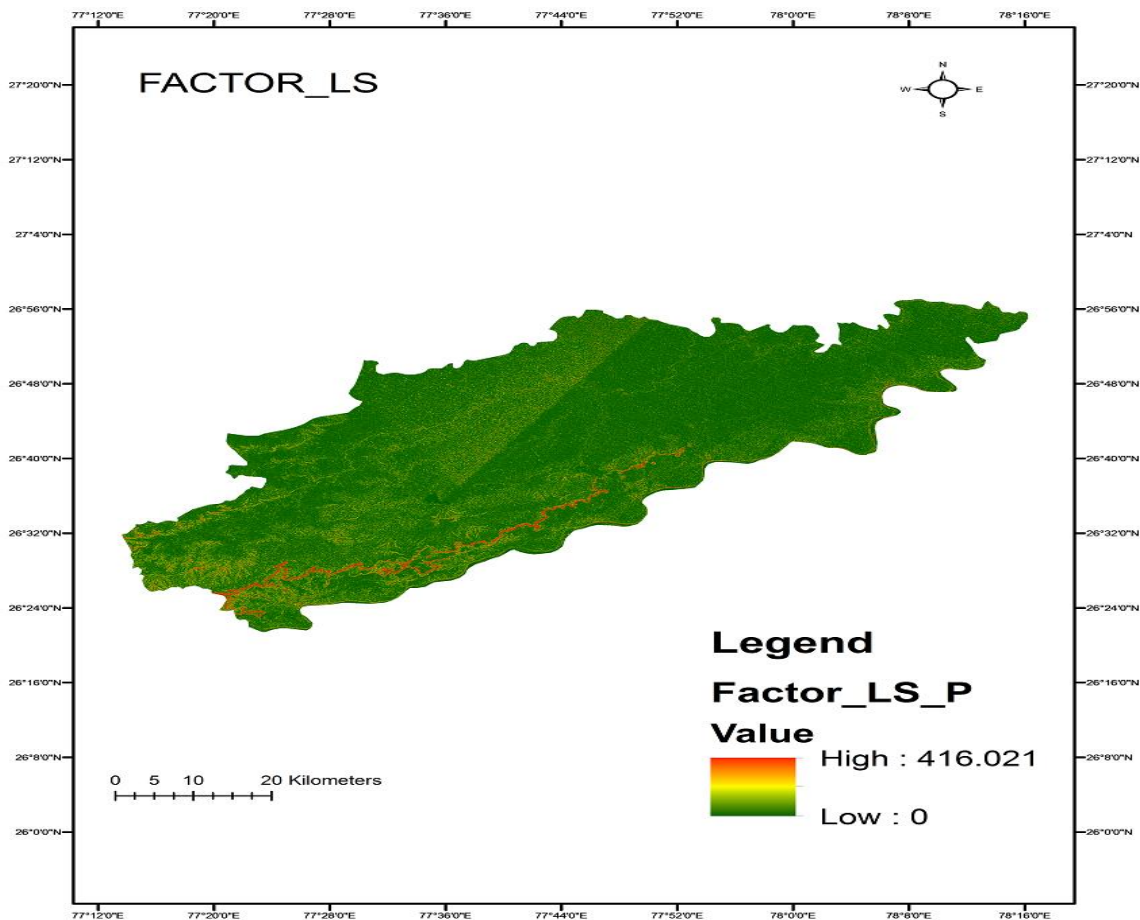 77°12'0"E 77°20'0"E 77°28'0"E 77°36'0"E 77°44'0"E 77°52'0"E 78°0'0"E 78°8'0"E 78°16'0"E
FACTOR_LS
N
W E
S
27°20'0"N 27°20'0"N
27°12'0"N 27°12'0"N
27°4'0"N 27°4'0"N
26°56'0"N 26°56'0"N
26°48'0"N 26°48'0"N
26°40'0"N 26°40'0"N
26°32'0"N 26°32'0"N
26°24'0"N 26°24'0"N
26°16'0"N 26°16'0"N
26°8'0"N 26°8'0"N
26°0'0"N 26°0'0"N
Legend
Factor_LS_P
Value
High : 416.021
Low : 0
0 5 10 20 Kilometers
77°12'0"E 77°20'0"E 77°28'0"E 77°36'0"E 77°44'0"E 77°52'0"E 78°0'0"E 78°8'0"E 78°16'0"E